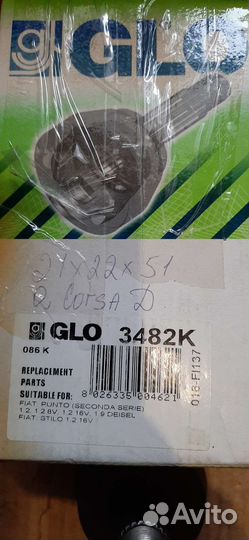 GLO
21x22x51
R CorsA D
GLO 3482K
086 K
REPLACEMENT
PARTS
SUITABLE FOR:
8 026335 004621
018-FI137
FIAT. PUNTO (SECONDA SERIE)
1.2, 1.2 8V, 1.2 16V, 1.9 DEISEL
FIAT. STILO 1.2 16V
Avito